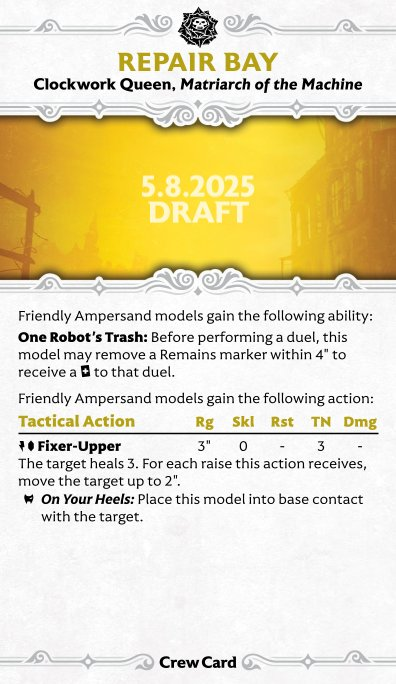 REPAIR BAY
Clockwork Queen, Matriarch of the Machine
5.8.2025
DRAFT
Friendly Ampersand models gain the following ability:
One Robot's Trash: Before performing a duel, this
model may remove a Remains marker within 4" to
receive a to that duel.
Friendly Ampersand models gain the following action:
Tactical Action Rg Skl Rst TN Dmg
Fixer-Upper 3" 0 - 3 -
The target heals 3. For each raise this action receives,
move the target up to 2".
On Your Heels: Place this model into base contact
with the target.
Crew Card